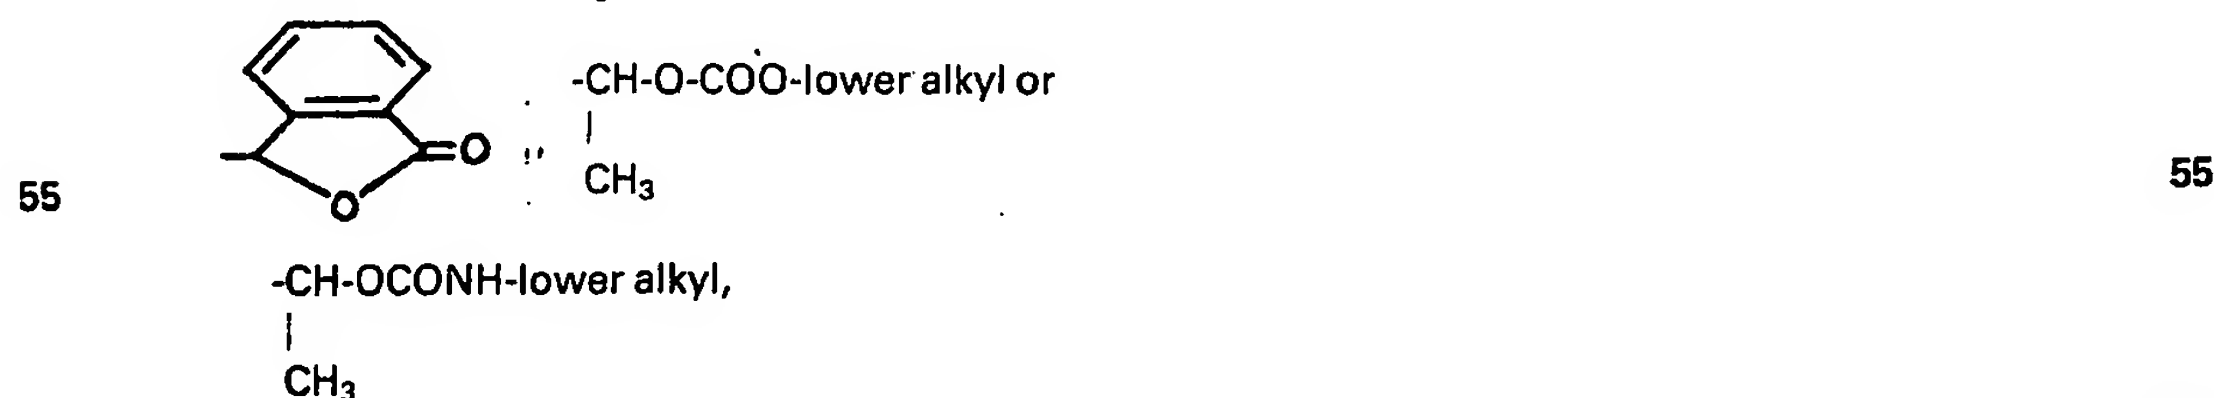 -CH-O-COO-lower alkyl or
|
=O ,
CH₃
55 55
O
-CH-OCONH-lower alkyl,
|
CH₃